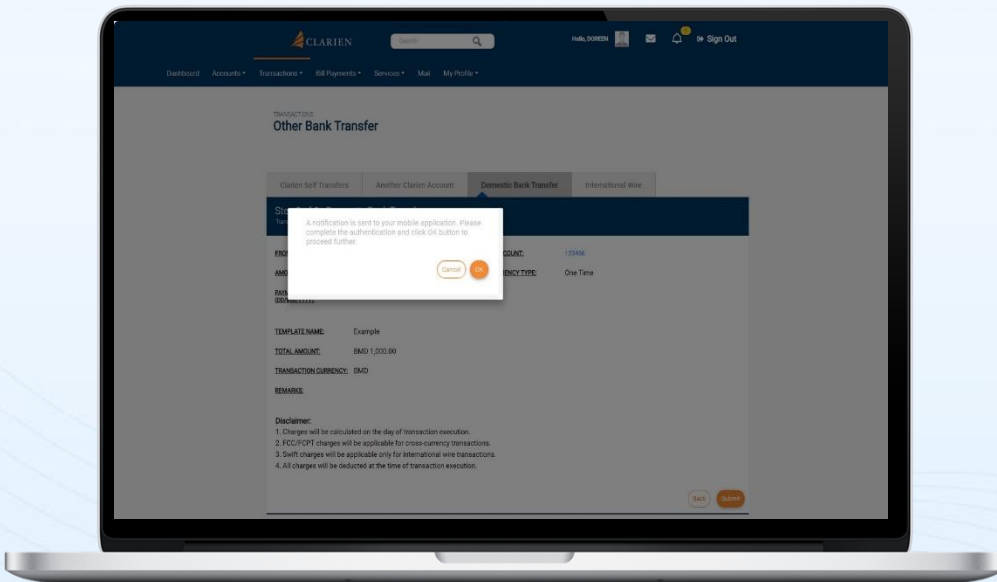 CLARIEN
Search
Hello, DOREEN
Sign Out
Dashboard Accounts Transactions Bill Payments Services Mail My Profile
TRANSACTIONS
Other Bank Transfer
Clarien Self Transfers Another Clarien Account Domestic Bank Transfer International Wire
A notification is sent to your mobile application. Please
complete the authentication and click OK button to
proceed further.
Cancel OK
123456
One Time
TEMPLATE NAME: Example
TOTAL AMOUNT: BMD 1,000.00
TRANSACTION CURRENCY: BMD
REMARKS:
Disclaimer:
1. Charges will be calculated on the day of transaction execution.
2. FCC/FCPT charges will be applicable for cross-currency transactions.
3. Swift charges will be applicable only for international wire transactions.
4. All charges will be deducted at the time of transaction execution.
Back Submit